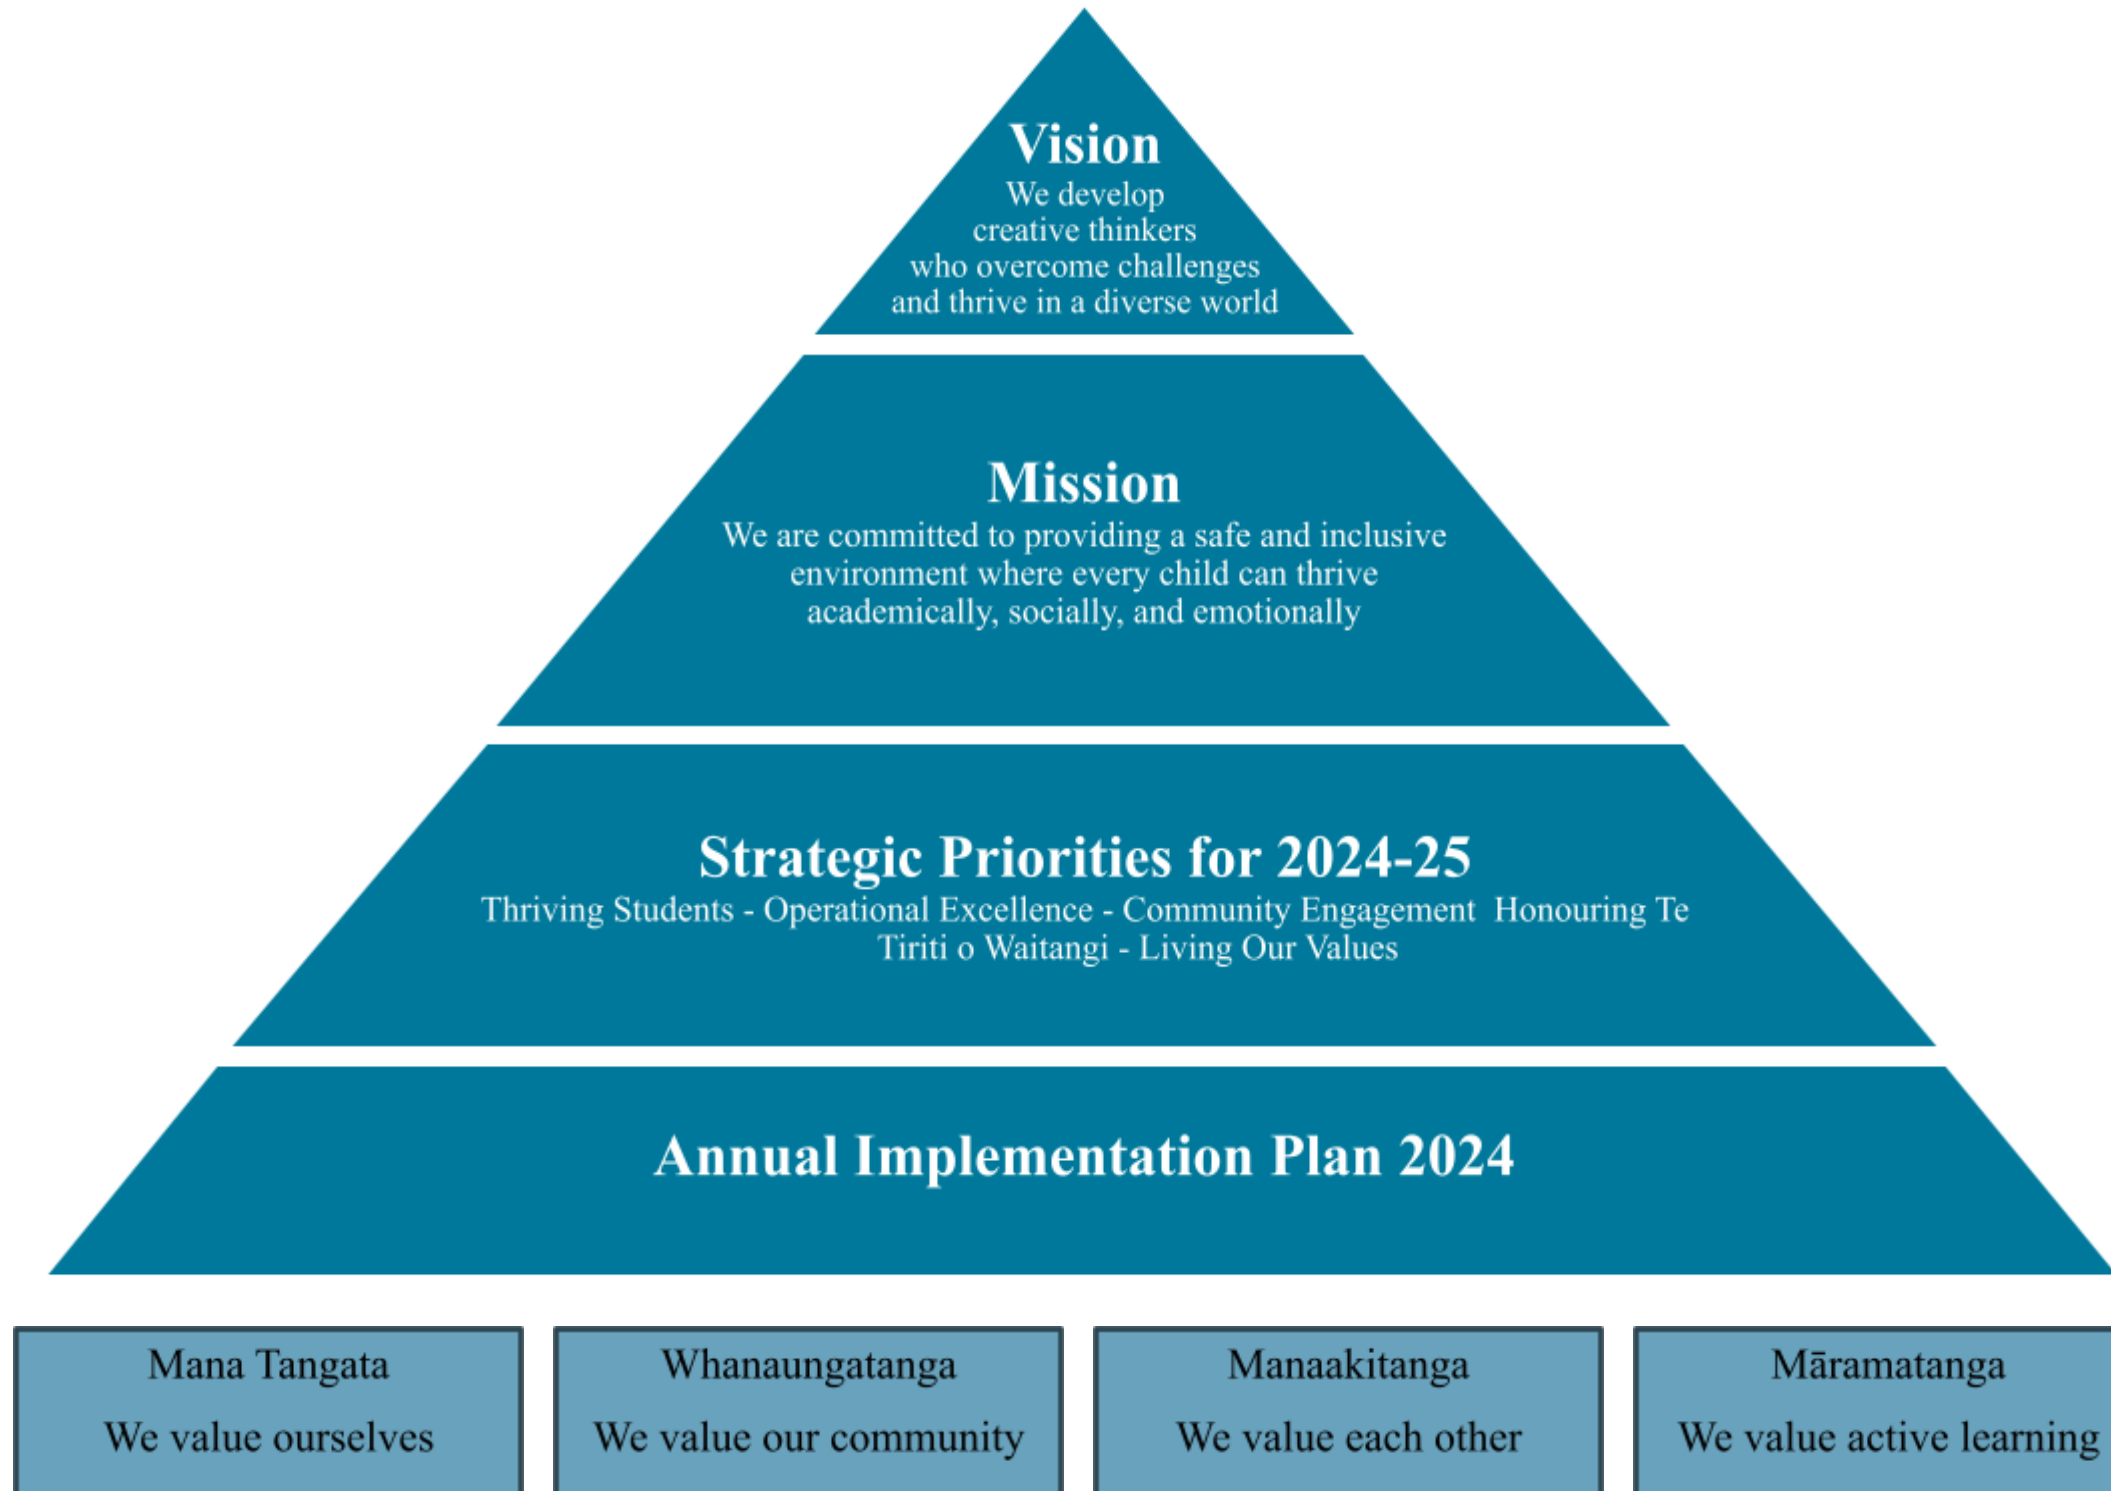 Vision
We develop
creative thinkers
who overcome challenges
and thrive in a diverse world
Mission
We are committed to providing a safe and inclusive
environment where every child can thrive
academically, socially, and emotionally
Strategic Priorities for 2024-25
Thriving Students - Operational Excellence - Community Engagement  Honouring Te
Tiriti o Waitangi - Living Our Values
Annual Implementation Plan 2024
Mana Tangata
We value ourselves
Whanaungatanga
We value our community
Manaakitanga
We value each other
Māramatanga
We value active learning